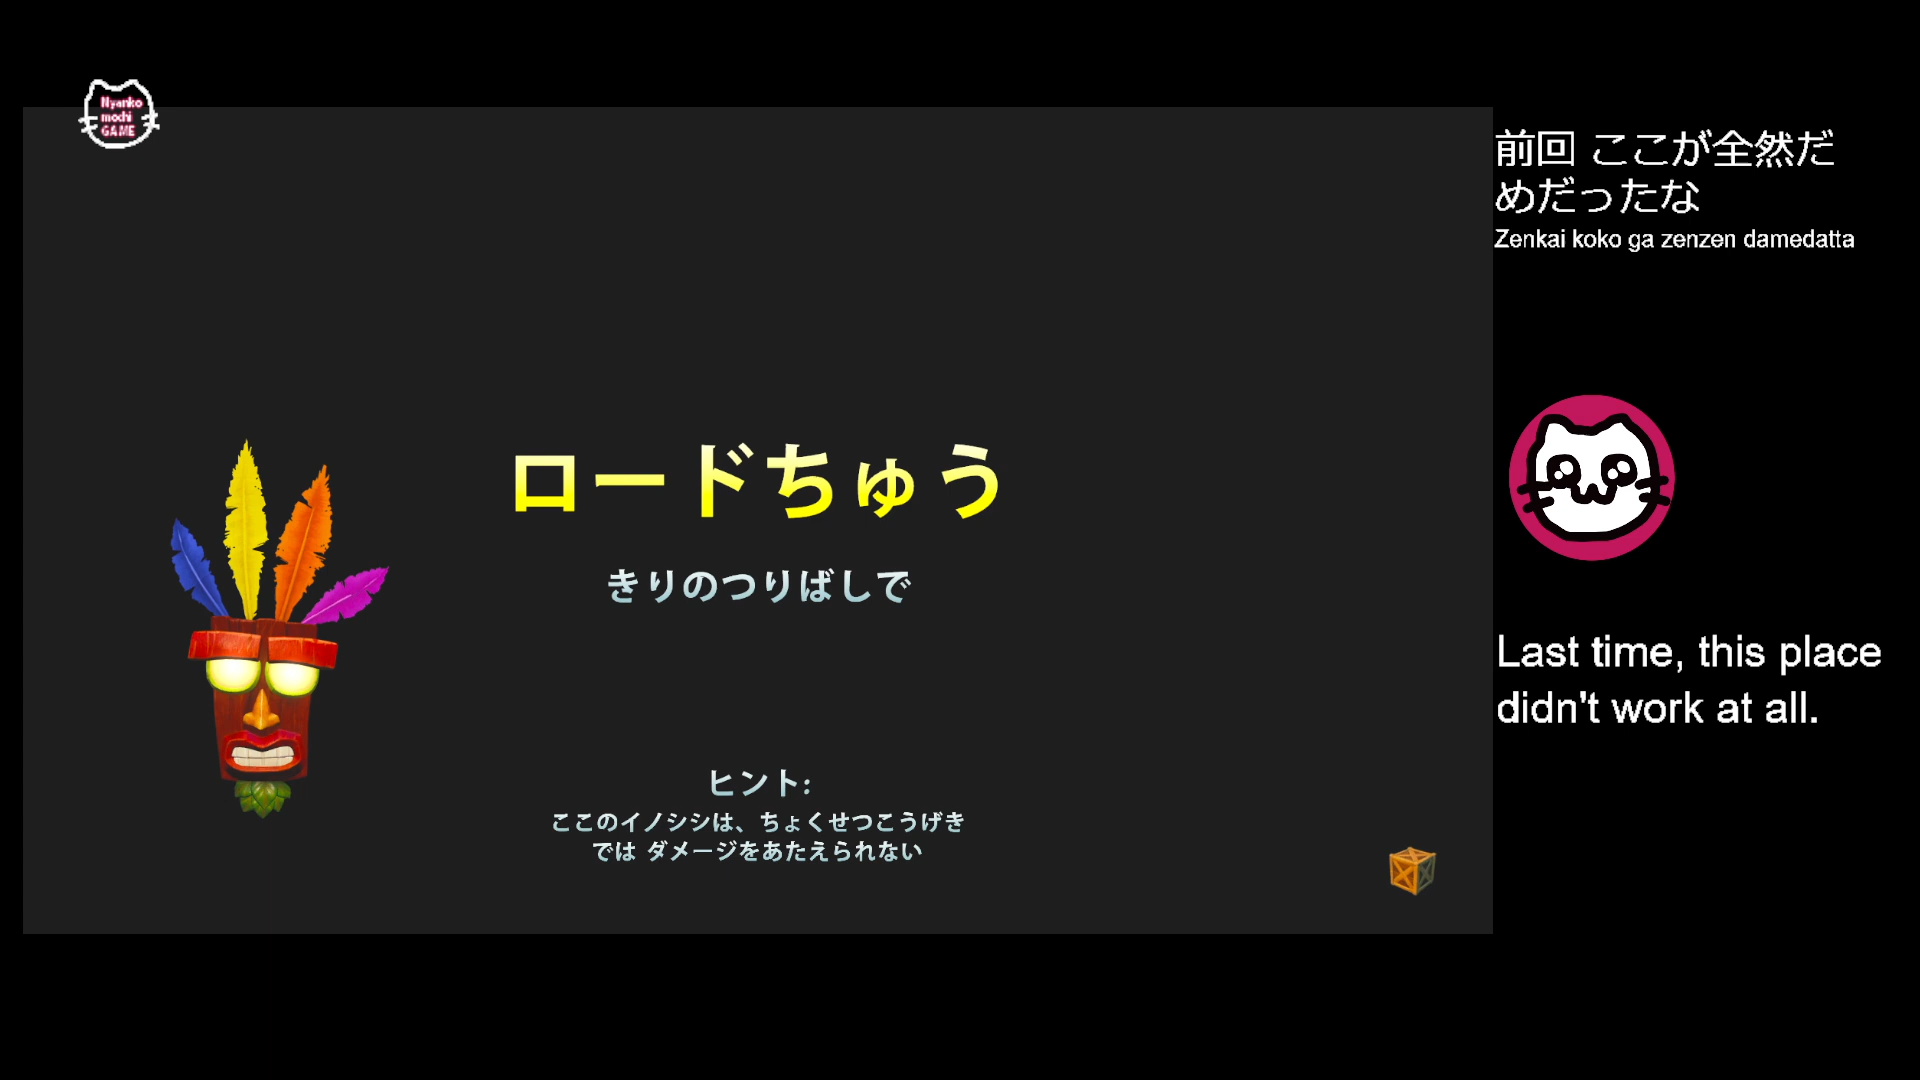 Nyanko
mochi
GAME
前回 ここが全然だ
めだったな
Zenkai koko ga zenzen damedatta
ロードちゅう
きりのつりばしで
ヒント:
ここのイノシシは、ちょくせつこうげき
では ダメージをあたえられない
Last time, this place
didn't work at all.